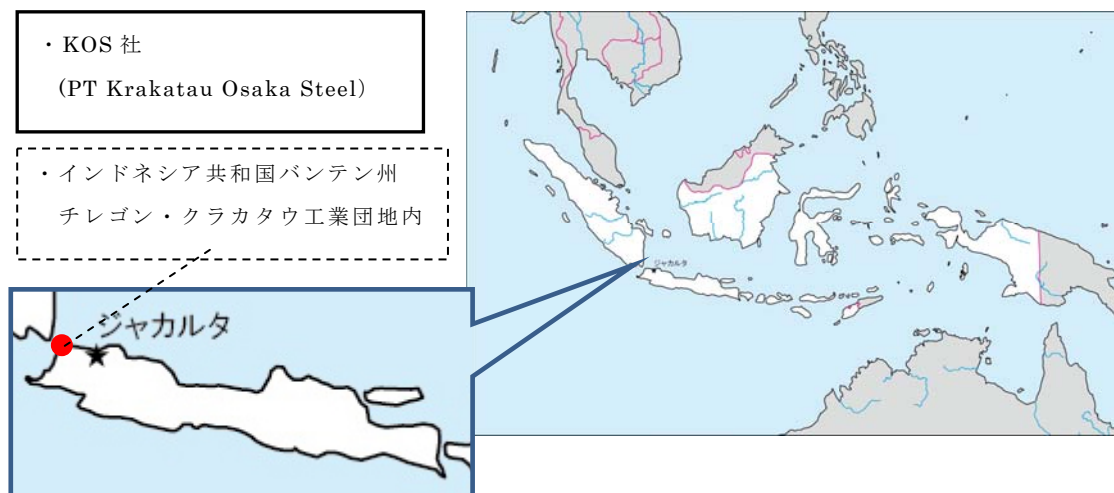 ・KOS 社
(PT Krakatau Osaka Steel)
・インドネシア共和国バンテン州
チレゴン・クラカタウ工業団地内
ジャカルタ
ジャカルタ